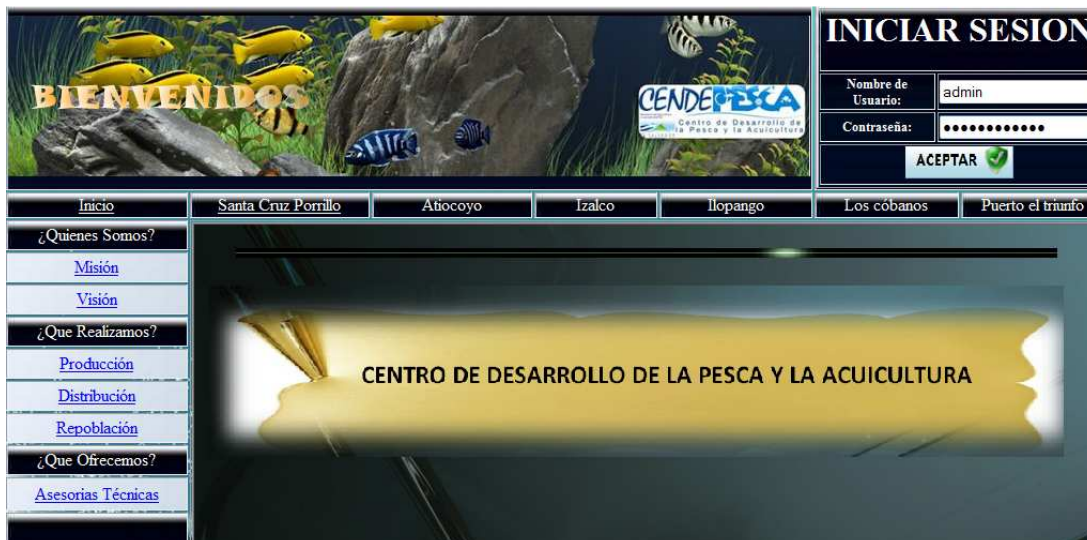 BIENVENIDOS
CENDEPESCA
Centro de Desarrollo de
la Pesca y la Acuicultura
INICIAR SESION
Nombre de
Usuario:
admin
Contraseña:
ACEPTAR
Inicio
Santa Cruz Porrillo
Atiocoyo
Izalco
Ilopango
Los cóbanos
Puerto el triunfo
¿Quienes Somos?
Misión
Visión
¿Que Realizamos?
Producción
Distribución
Repoblación
¿Que Ofrecemos?
Asesorias Técnicas
CENTRO DE DESARROLLO DE LA PESCA Y LA ACUICULTURA